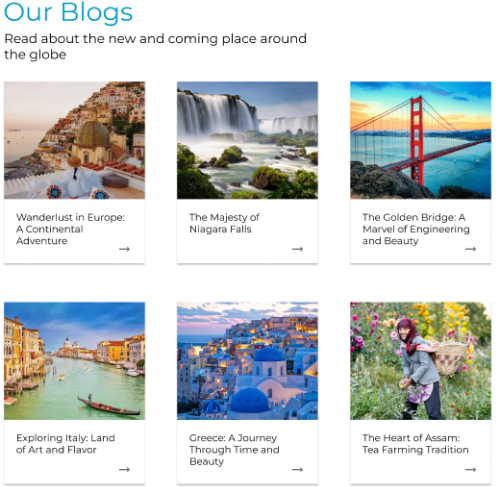 Our Blogs
Read about the new and coming place around
the globe
Wanderlust in Europe:
A Continental
Adventure
The Majesty of
Niagara Falls
The Golden Bridge: A
Marvel of Engineering
and Beauty
Exploring Italy: Land
of Art and Flavor
Greece: A Journey
Through Time and
Beauty
The Heart of Assam:
Tea Farming Tradition